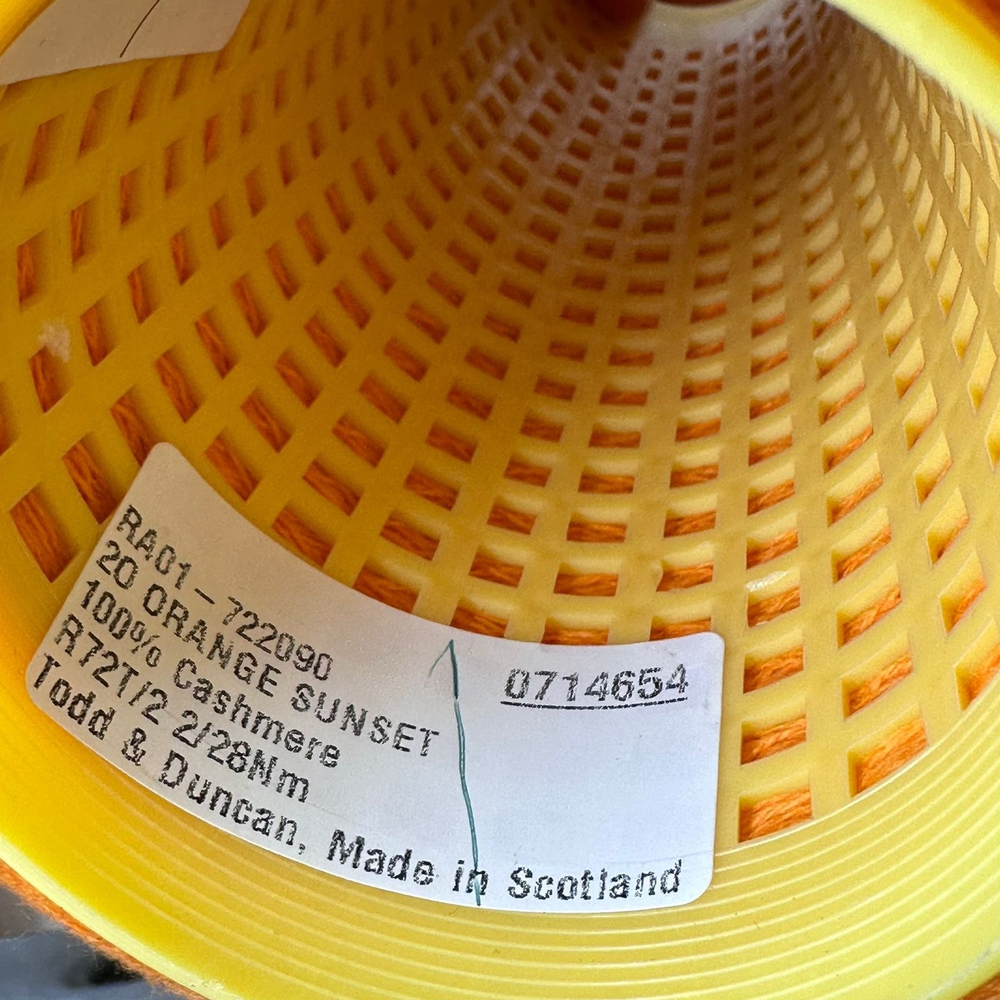 RA01 - 722090
20 ORANGE SUNSET
100% Cashmere
R72T/2 2/28Nm
Todd & Duncan, Made in Scotland
0714654